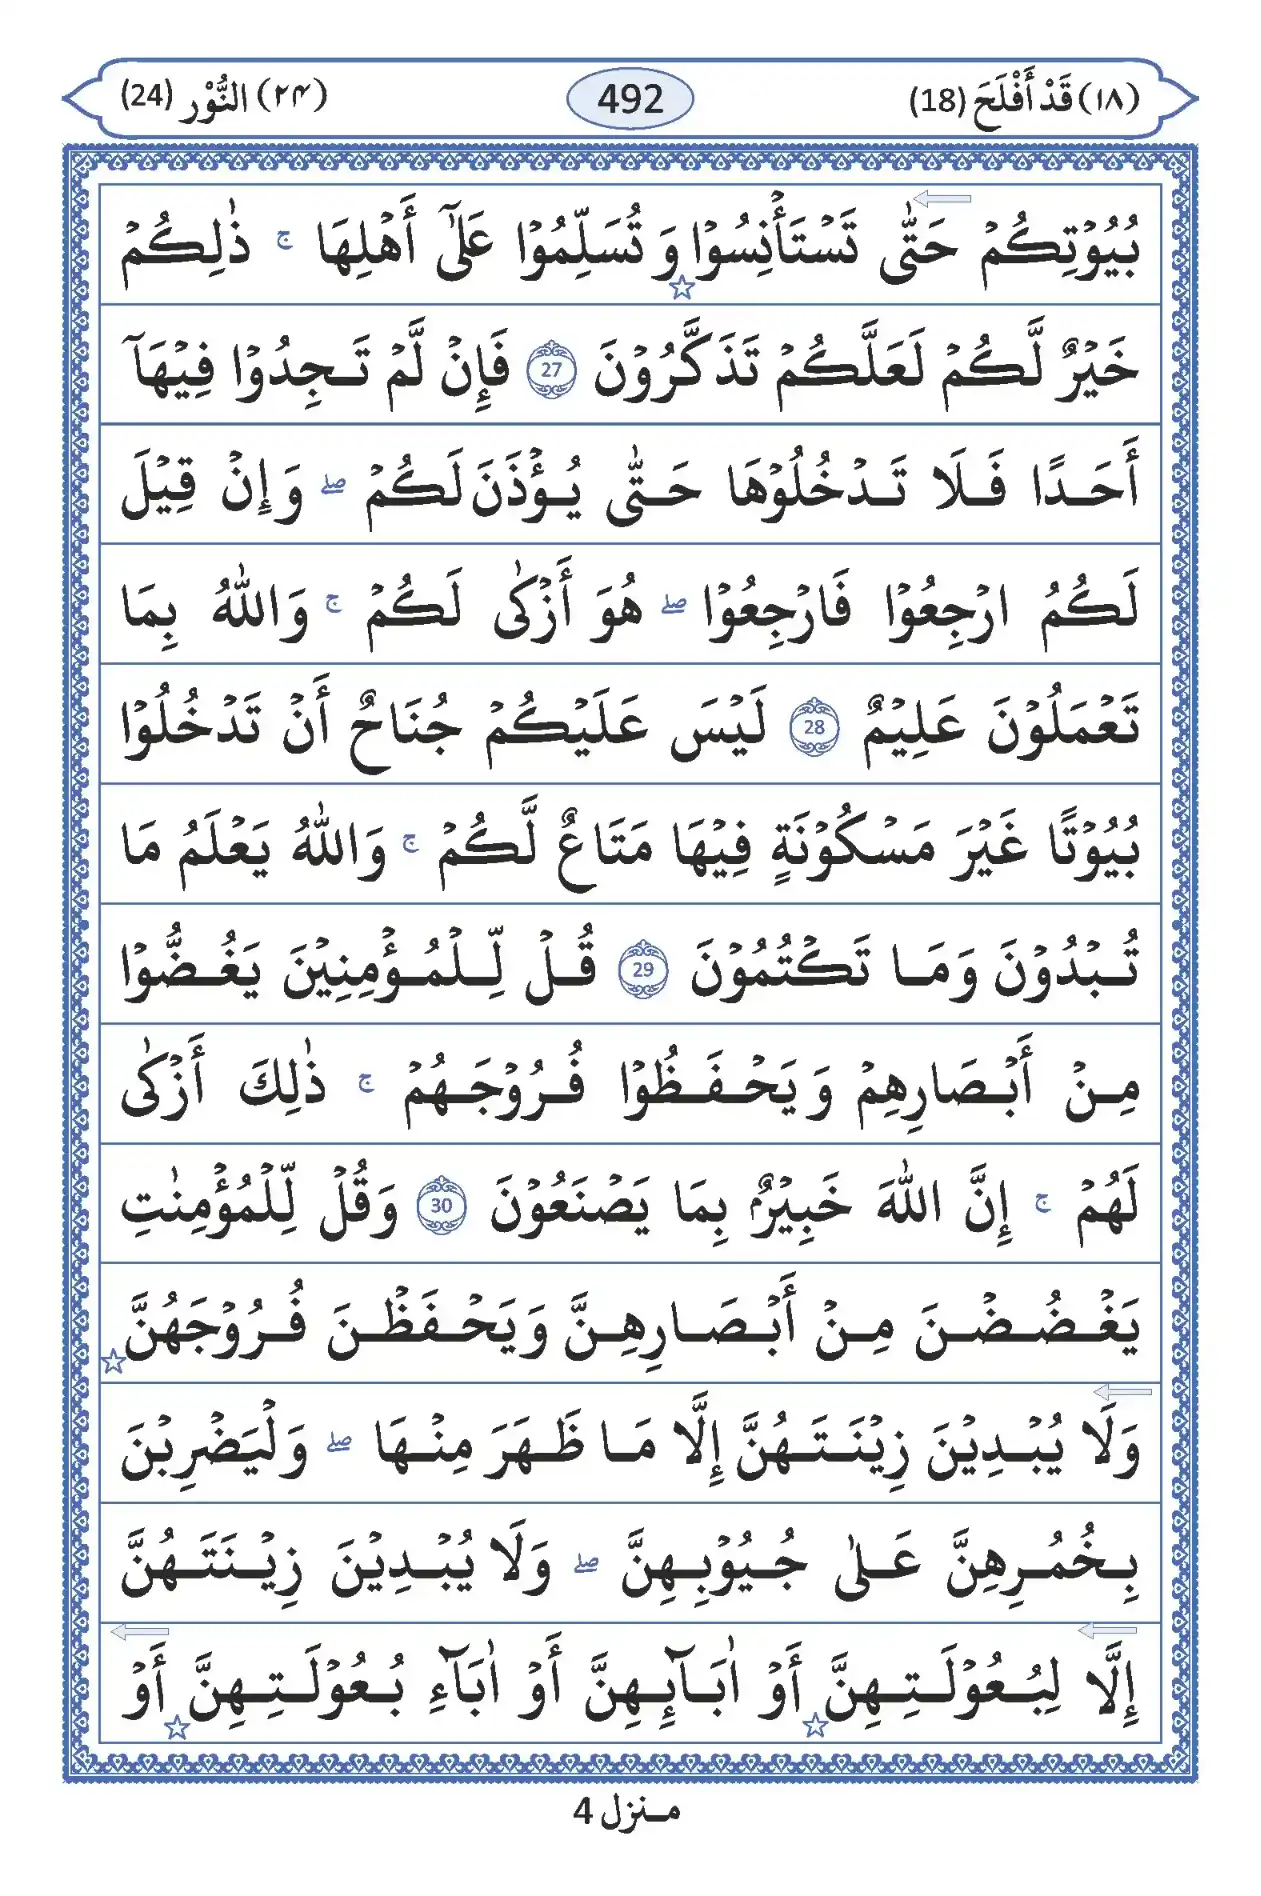 (١٨) قَدْ أَفْلَحَ (18) 492 (٢٤) النُّوْر (24)
بُيُوْتِكُمْ حَتّٰى تَسْتَأْنِسُوْا وَ تُسَلِّمُوْا عَلٰٓى أَهْلِهَا ۚ ذٰلِكُمْ
خَيْرٌ لَّكُمْ لَعَلَّكُمْ تَذَكَّرُوْنَ 27 فَإِنْ لَّمْ تَجِدُوْا فِيْهَآ
أَحَدًا فَلَا تَدْخُلُوْهَا حَتّٰى يُؤْذَنَ لَكُمْ ۖ وَإِنْ قِيْلَ
لَكُمُ ارْجِعُوْا فَارْجِعُوْا ۖ هُوَ أَزْكٰى لَكُمْ ۚ وَاللّٰهُ بِمَا
تَعْمَلُوْنَ عَلِيْمٌ 28 لَيْسَ عَلَيْكُمْ جُنَاحٌ أَنْ تَدْخُلُوْا
بُيُوْتًا غَيْرَ مَسْكُوْنَةٍ فِيْهَا مَتَاعٌ لَّكُمْ ۚ وَاللّٰهُ يَعْلَمُ مَا
تُبْدُوْنَ وَمَا تَكْتُمُوْنَ 29 قُلْ لِّلْمُؤْمِنِيْنَ يَغُضُّوْا
مِنْ أَبْصَارِهِمْ وَيَحْفَظُوْا فُرُوْجَهُمْ ۚ ذٰلِكَ أَزْكٰى
لَهُمْ ۚ إِنَّ اللّٰهَ خَبِيْرٌۢ بِمَا يَصْنَعُوْنَ 30 وَقُلْ لِّلْمُؤْمِنٰتِ
يَغْضُضْنَ مِنْ أَبْصَارِهِنَّ وَيَحْفَظْنَ فُرُوْجَهُنَّ
وَلَا يُبْدِيْنَ زِيْنَتَهُنَّ إِلَّا مَا ظَهَرَ مِنْهَا ۖ وَلْيَضْرِبْنَ
بِخُمُرِهِنَّ عَلٰى جُيُوْبِهِنَّ ۖ وَلَا يُبْدِيْنَ زِيْنَتَهُنَّ
إِلَّا لِبُعُوْلَتِهِنَّ أَوْ اٰبَآئِهِنَّ أَوْ اٰبَآءِ بُعُوْلَتِهِنَّ أَوْ
منزل 4